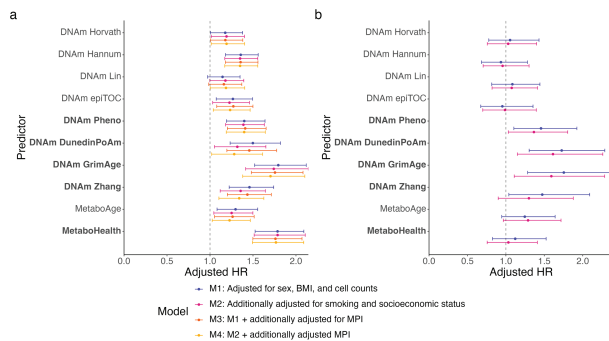 a
b
DNAm Horvath
DNAm Hannum
DNAm Lin
DNAm epiTOC
DNAm Pheno
DNAm DunedinPoAm
DNAm GrimAge
DNAm Zhang
MetaboAge
MetaboHealth
Predictor
0.0 0.5 1.0 1.5 2.0
Adjusted HR
DNAm Horvath
DNAm Hannum
DNAm Lin
DNAm epiTOC
DNAm Pheno
DNAm DunedinPoAm
DNAm GrimAge
DNAm Zhang
MetaboAge
MetaboHealth
Predictor
0.0 0.5 1.0 1.5 2.0
Adjusted HR
Model
M1: Adjusted for sex, BMI, and cell counts
M2: Additionally adjusted for smoking and socioeconomic status
M3: M1 + additionally adjusted for MPI
M4: M2 + additionally adjusted MPI